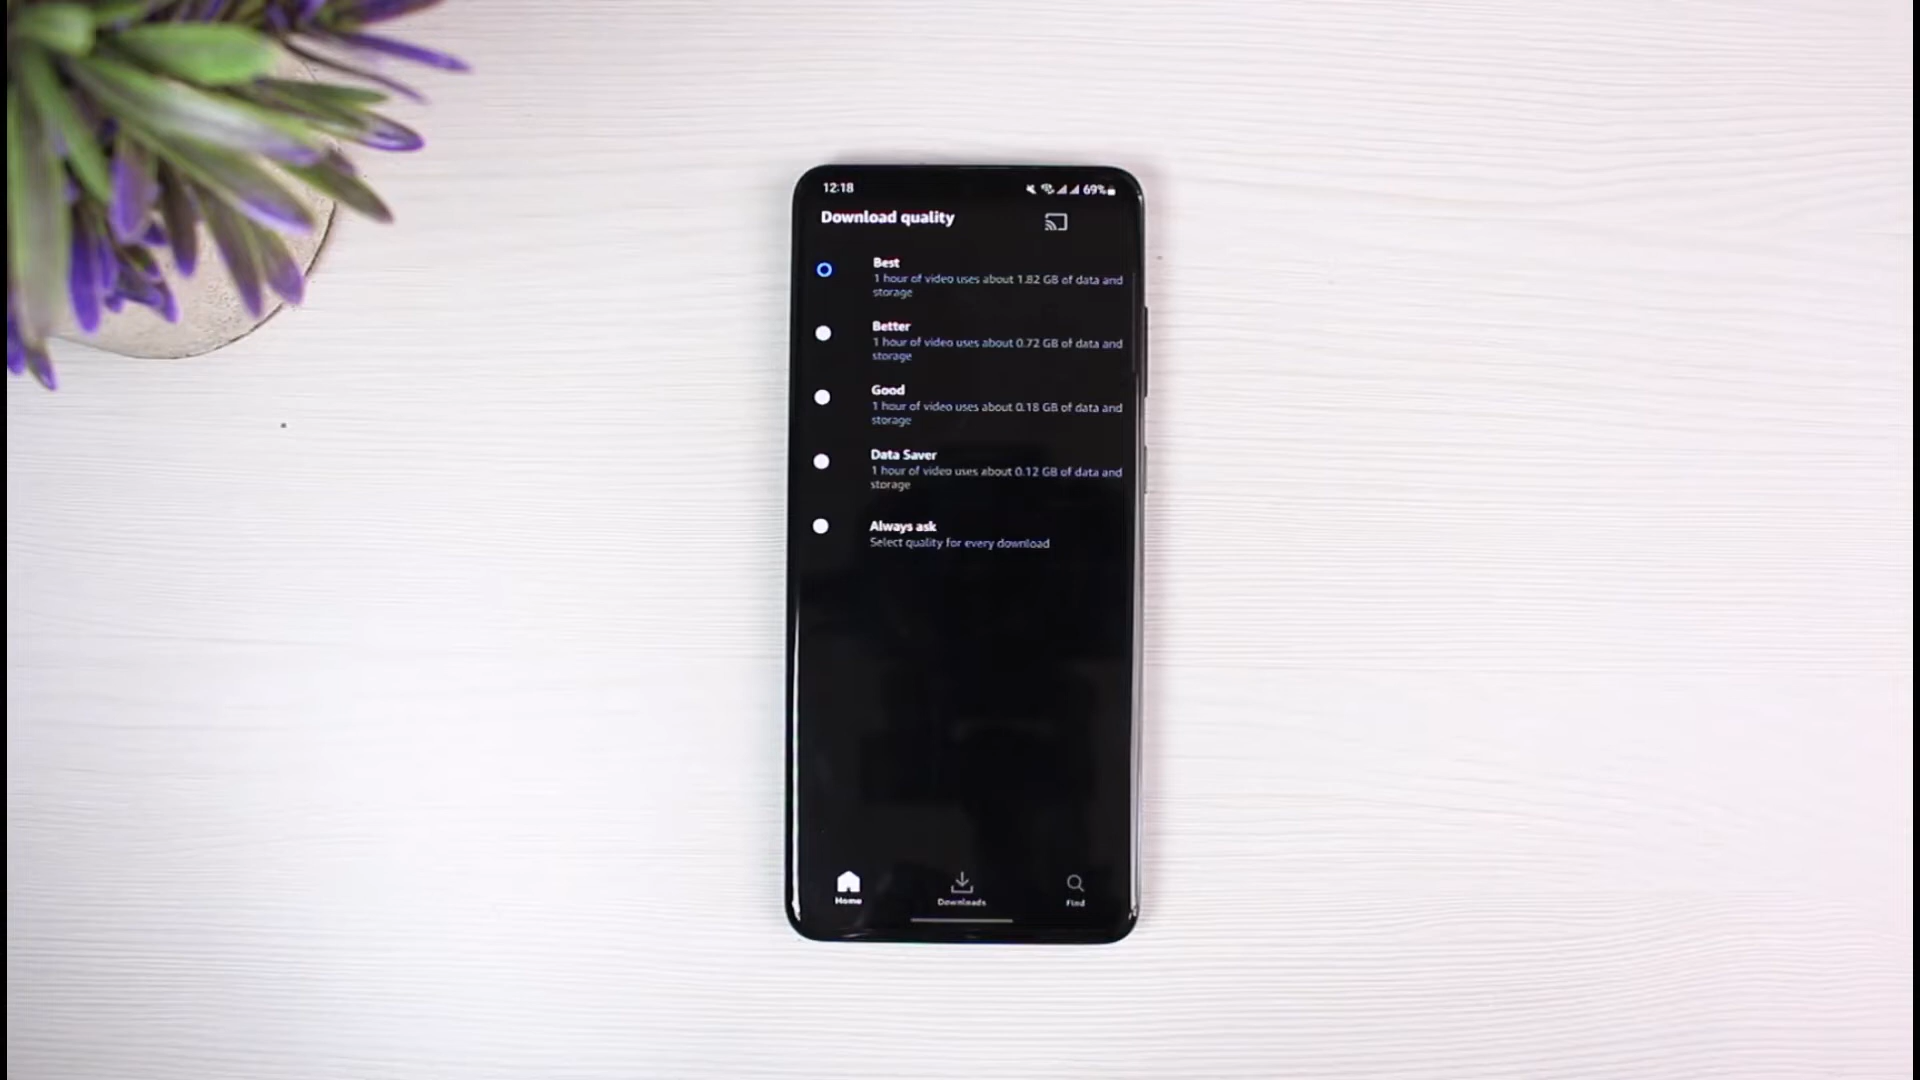 12:18
69%
Download quality
Best
1 hour of video uses about 1.82 GB of data and
storage
Better
1 hour of video uses about 0.72 GB of data and
storage
Good
1 hour of video uses about 0.18 GB of data and
storage
Data Saver
1 hour of video uses about 0.12 GB of data and
storage
Always ask
Select quality for every download
Home
Downloads
Find